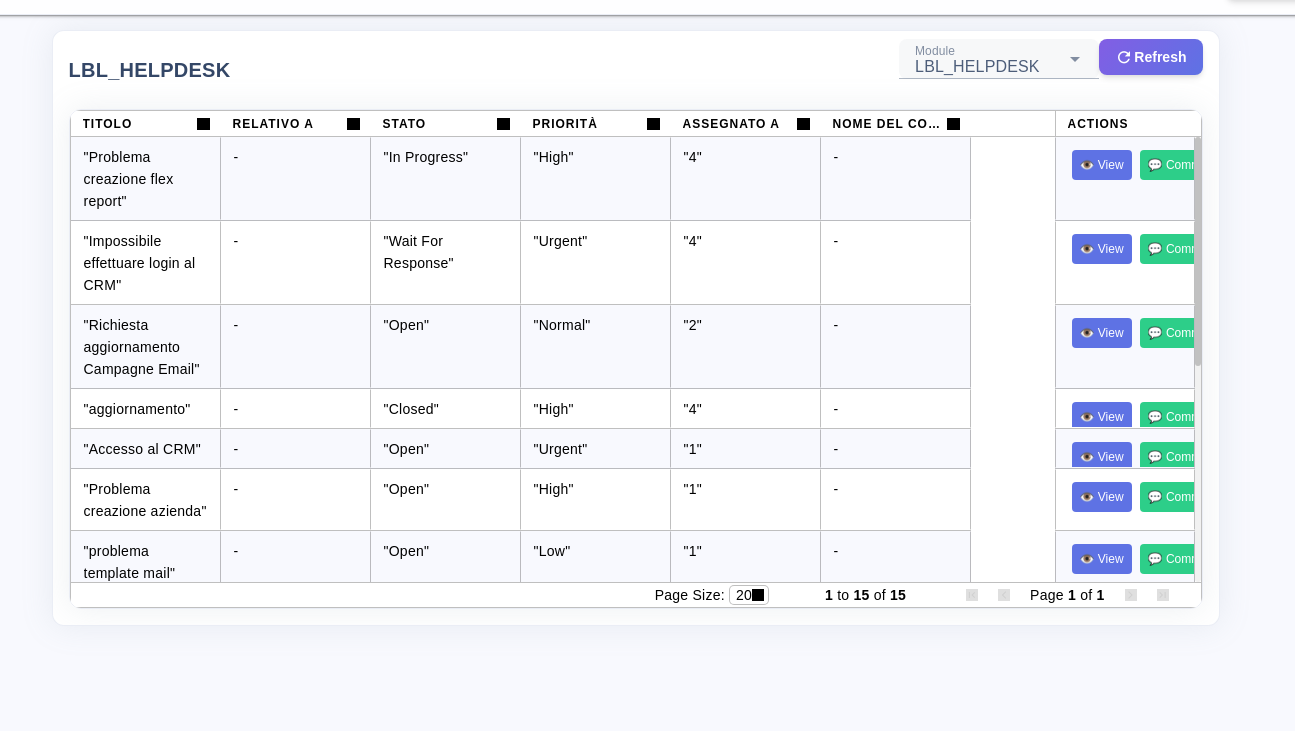 LBL_HELPDESK
Module
LBL_HELPDESK
Refresh
TITOLO RELATIVO A STATO PRIORITÀ ASSEGNATO A NOME DEL CO... ACTIONS
"Problema - "In Progress" "High" "4" - View Comm
creazione flex
report"
"Impossibile - "Wait For "Urgent" "4" - View Comm
effettuare login al Response"
CRM"
"Richiesta - "Open" "Normal" "2" - View Comm
aggiornamento
Campagne Email"
"aggiornamento" - "Closed" "High" "4" - View Comm
"Accesso al CRM" - "Open" "Urgent" "1" - View Comm
"Problema - "Open" "High" "1" - View Comm
creazione azienda"
"problema - "Open" "Low" "1" - View Comm
template mail"
Page Size: 20 1 to 15 of 15 Page 1 of 1